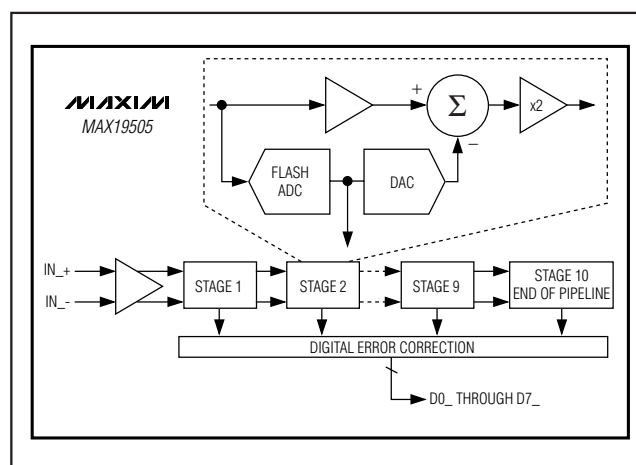 MAXIM
MAX19505
+
Σ
−
x2
FLASH
ADC
DAC
IN_+
IN_-
STAGE 1
STAGE 2
STAGE 9
STAGE 10
END OF PIPELINE
DIGITAL ERROR CORRECTION
D0_ THROUGH D7_